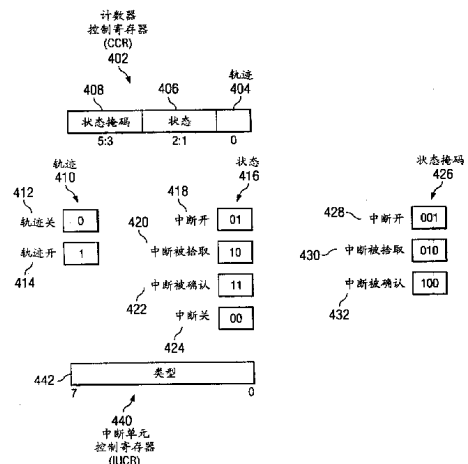 计数器
控制寄存器
(CCR)
402
408 406 轨迹
404
状态掩码 状态
5:3 2:1 0
轨迹
410
412
轨迹关 0
轨迹开 1
414
状态
416
418
中断开 01
420
中断被拾取 10
中断被确认 11
422
中断关 00
424
状态掩码
426
428 中断开 001
430 中断被拾取 010
中断被确认 100
432
442 类型
7 0
440
中断单元
控制寄存器
(IUCR)